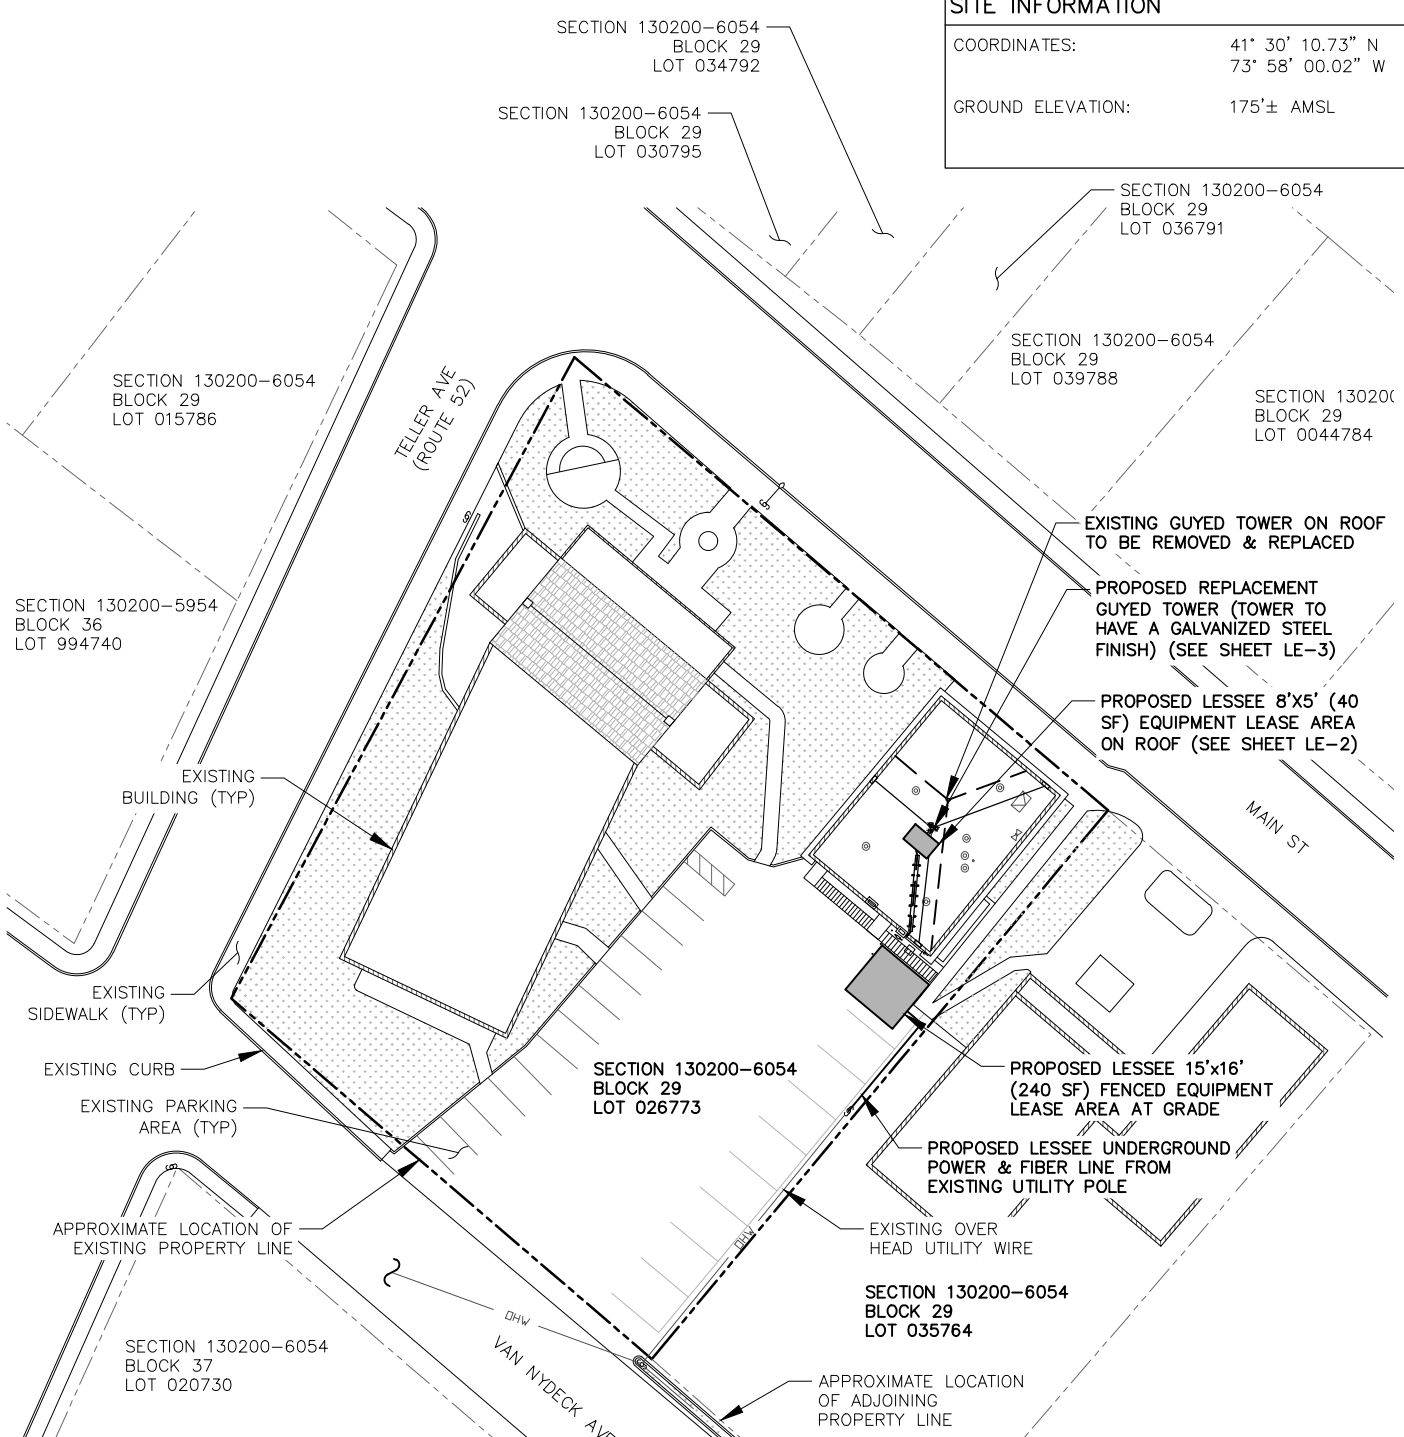 SITE INFORMATION
COORDINATES: 41° 30' 10.73" N
73° 58' 00.02" W
GROUND ELEVATION: 175'± AMSL
SECTION 130200-6054
BLOCK 29
LOT 034792
SECTION 130200-6054
BLOCK 29
LOT 030795
SECTION 130200-6054
BLOCK 29
LOT 036791
SECTION 130200-6054
BLOCK 29
LOT 039788
SECTION 130200-6054
BLOCK 29
LOT 015786
TELLER AVE
(ROUTE 52)
SECTION 13020
BLOCK 29
LOT 0044784
EXISTING GUYED TOWER ON ROOF
TO BE REMOVED & REPLACED
PROPOSED REPLACEMENT
GUYED TOWER (TOWER TO
HAVE A GALVANIZED STEEL
FINISH) (SEE SHEET LE-3)
SECTION 130200-5954
BLOCK 36
LOT 994740
PROPOSED LESSEE 8'X5' (40
SF) EQUIPMENT LEASE AREA
ON ROOF (SEE SHEET LE-2)
EXISTING
BUILDING (TYP)
MAIN ST
EXISTING
SIDEWALK (TYP)
EXISTING CURB
EXISTING PARKING
AREA (TYP)
SECTION 130200-6054
BLOCK 29
LOT 026773
PROPOSED LESSEE 15'x16'
(240 SF) FENCED EQUIPMENT
LEASE AREA AT GRADE
PROPOSED LESSEE UNDERGROUND
POWER & FIBER LINE FROM
EXISTING UTILITY POLE
APPROXIMATE LOCATION OF
EXISTING PROPERTY LINE
EXISTING OVER
HEAD UTILITY WIRE
OHW
SECTION 130200-6054
BLOCK 29
LOT 035764
OHW
VAN NYDECK AVE
SECTION 130200-6054
BLOCK 37
LOT 020730
APPROXIMATE LOCATION
OF ADJOINING
PROPERTY LINE